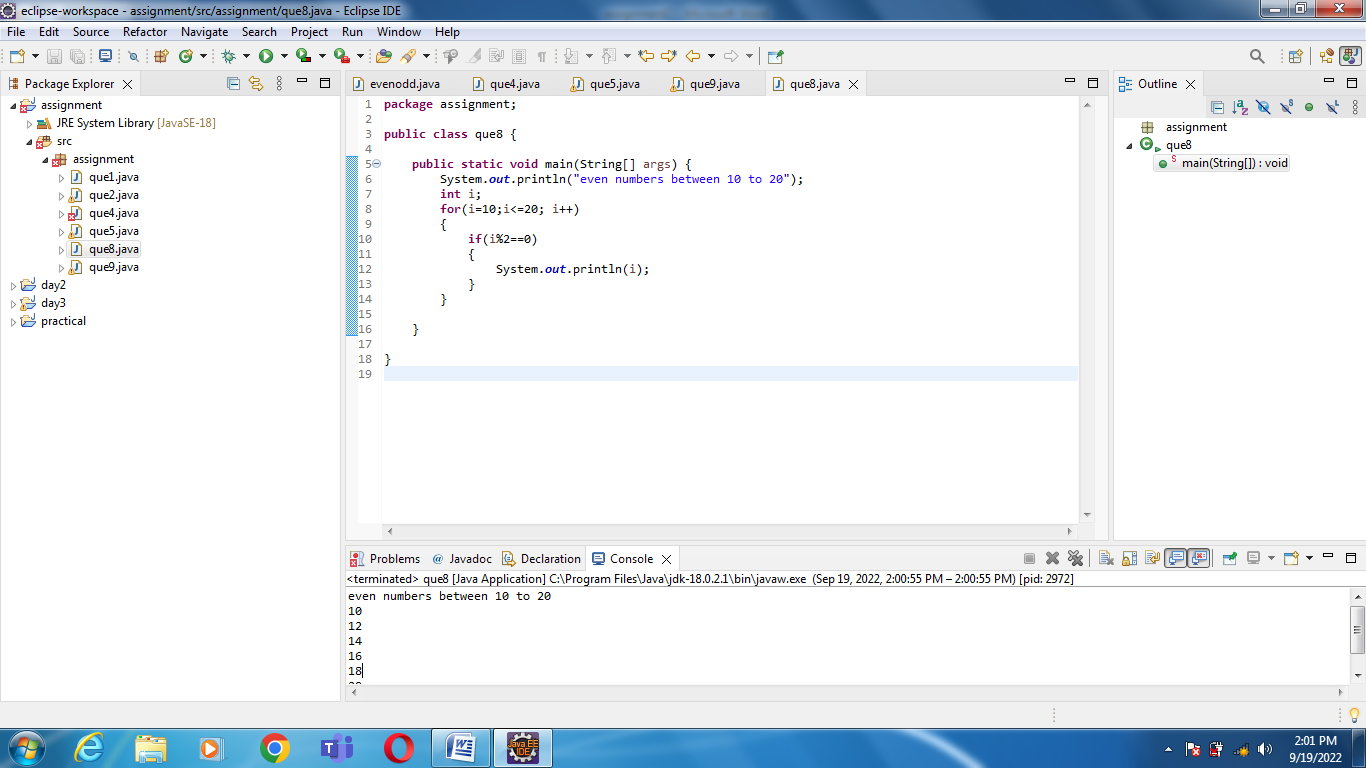 eclipse-workspace - assignment/src/assignment/que8.java - Eclipse IDE
File Edit Source Refactor Navigate Search Project Run Window Help
Package Explorer
assignment
JRE System Library [JavaSE-18]
src
assignment
que1.java
que2.java
que4.java
que5.java
que8.java
que9.java
day2
day3
practical
evenodd.java que4.java que5.java que9.java que8.java
1 package assignment;
2
3 public class que8 {
4
5 public static void main(String[] args) {
6 System.out.println("even numbers between 10 to 20");
7 int i;
8 for(i=10;i<=20; i++)
9 {
10 if(i%2==0)
11 {
12 System.out.println(i);
13 }
14 }
15
16 }
17
18 }
19
Outline
assignment
que8
main(String[]) : void
Problems @ Javadoc Declaration Console
<terminated> que8 [Java Application] C:\Program Files\Java\jdk-18.0.2.1\bin\javaw.exe (Sep 19, 2022, 2:00:55 PM – 2:00:55 PM) [pid: 2972]
even numbers between 10 to 20
10
12
14
16
18
Java EE
IDE
2:01 PM
9/19/2022